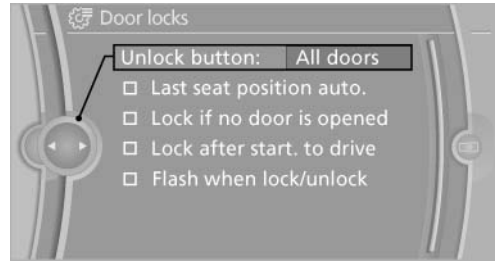 Door locks
Unlock button: All doors
Last seat position auto.
Lock if no door is opened
Lock after start. to drive
Flash when lock/unlock